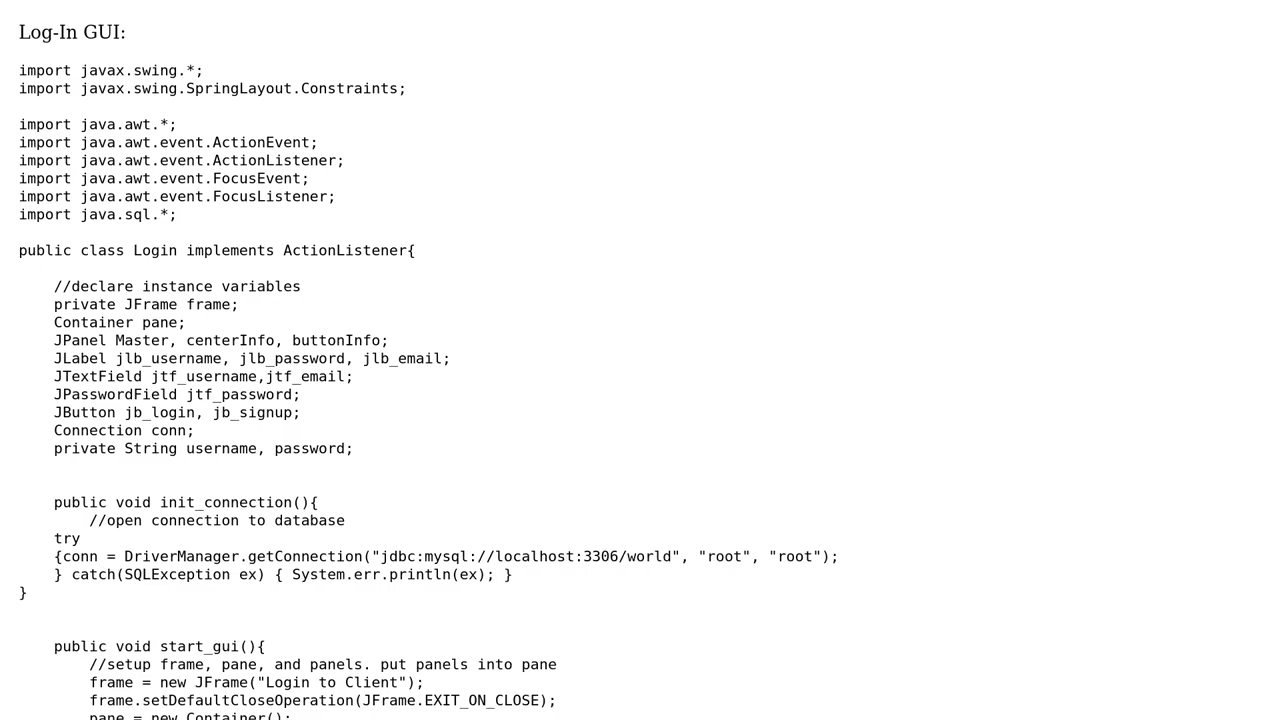 Log-In GUI:
import javax.swing.*;
import javax.swing.SpringLayout.Constraints;
import java.awt.*;
import java.awt.event.ActionEvent;
import java.awt.event.ActionListener;
import java.awt.event.FocusEvent;
import java.awt.event.FocusListener;
import java.sql.*;
public class Login implements ActionListener{
//declare instance variables
private JFrame frame;
Container pane;
JPanel Master, centerInfo, buttonInfo;
JLabel jlb_username, jlb_password, jlb_email;
JTextField jtf_username,jtf_email;
JPasswordField jtf_password;
JButton jb_login, jb_signup;
Connection conn;
private String username, password;
public void init_connection(){
//open connection to database
try
{conn = DriverManager.getConnection("jdbc:mysql://localhost:3306/world", "root", "root");
} catch(SQLException ex) { System.err.println(ex); }
}
public void start_gui(){
//setup frame, pane, and panels. put panels into pane
frame = new JFrame("Login to Client");
frame.setDefaultCloseOperation(JFrame.EXIT_ON_CLOSE);
pane = new Container();